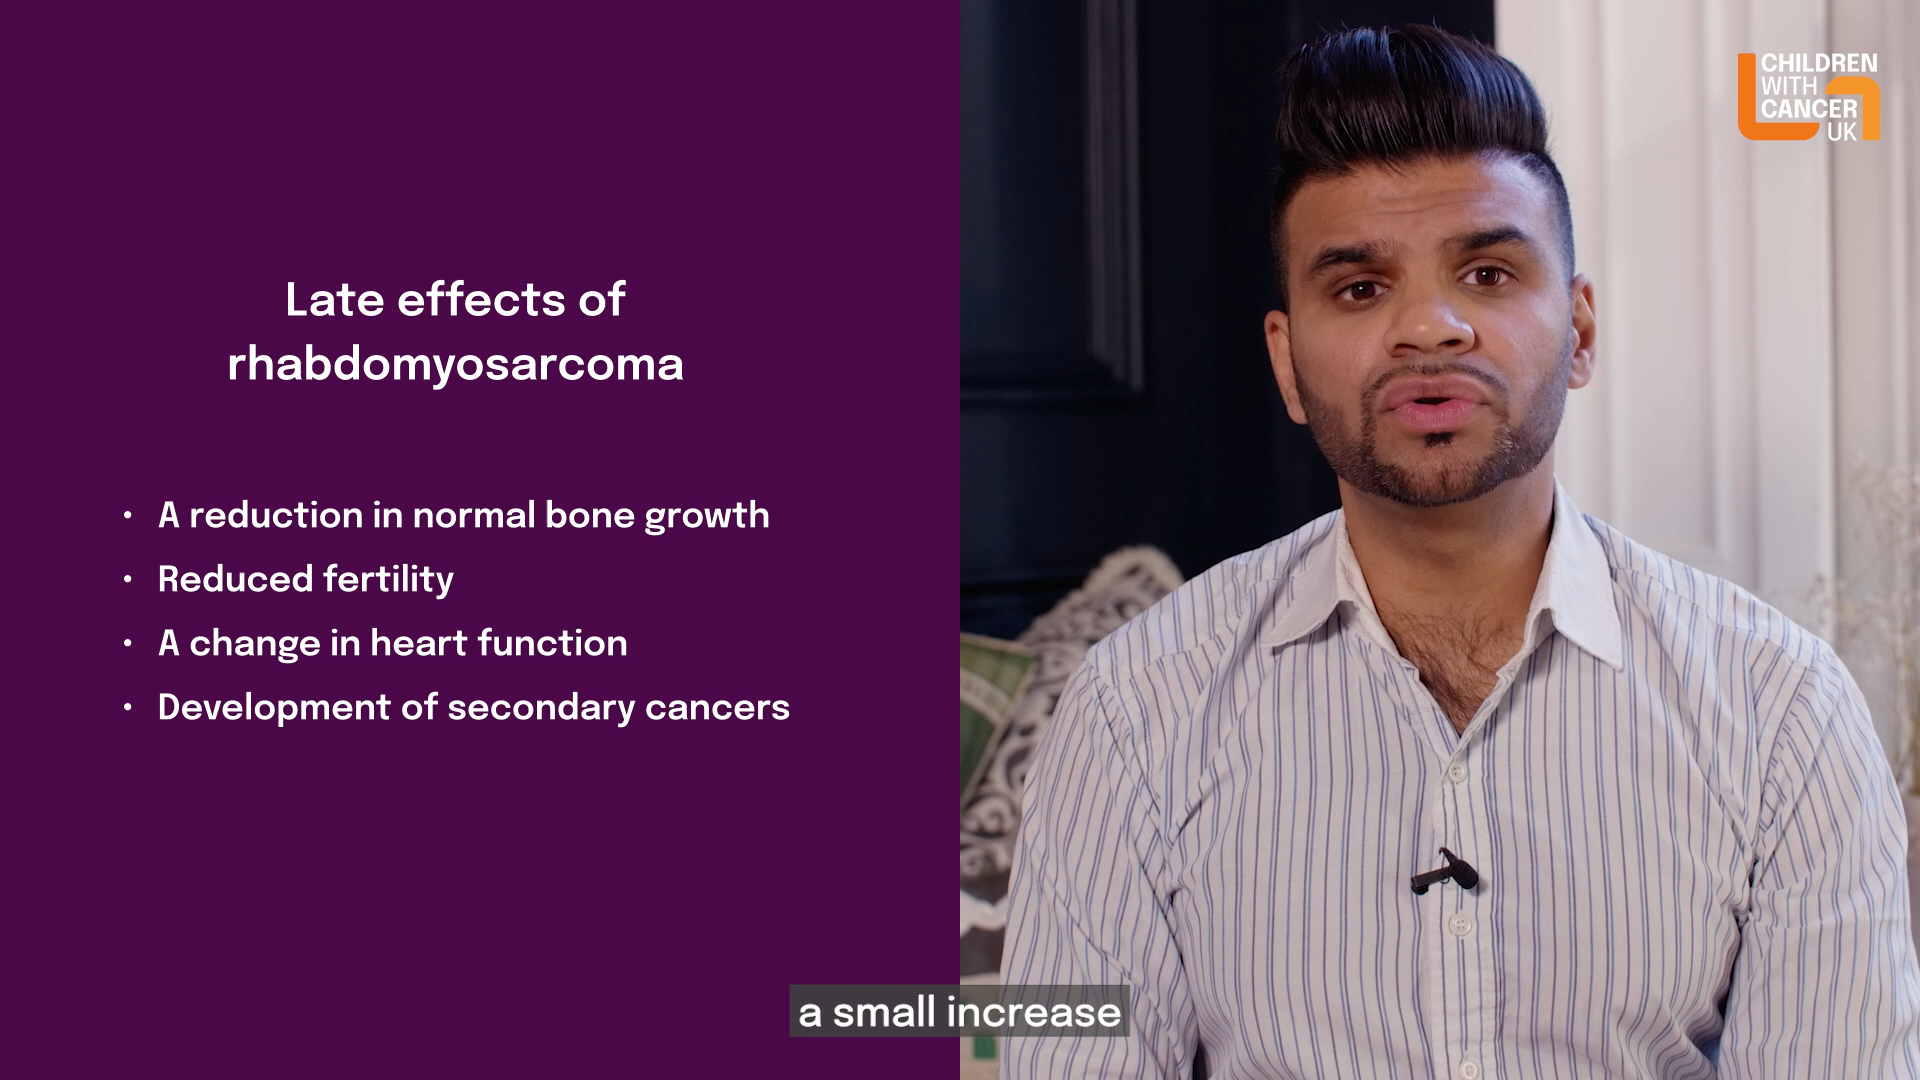 Late effects of
rhabdomyosarcoma
• A reduction in normal bone growth
• Reduced fertility
• A change in heart function
• Development of secondary cancers
CHILDREN
WITH
CANCER
UK
a small increase